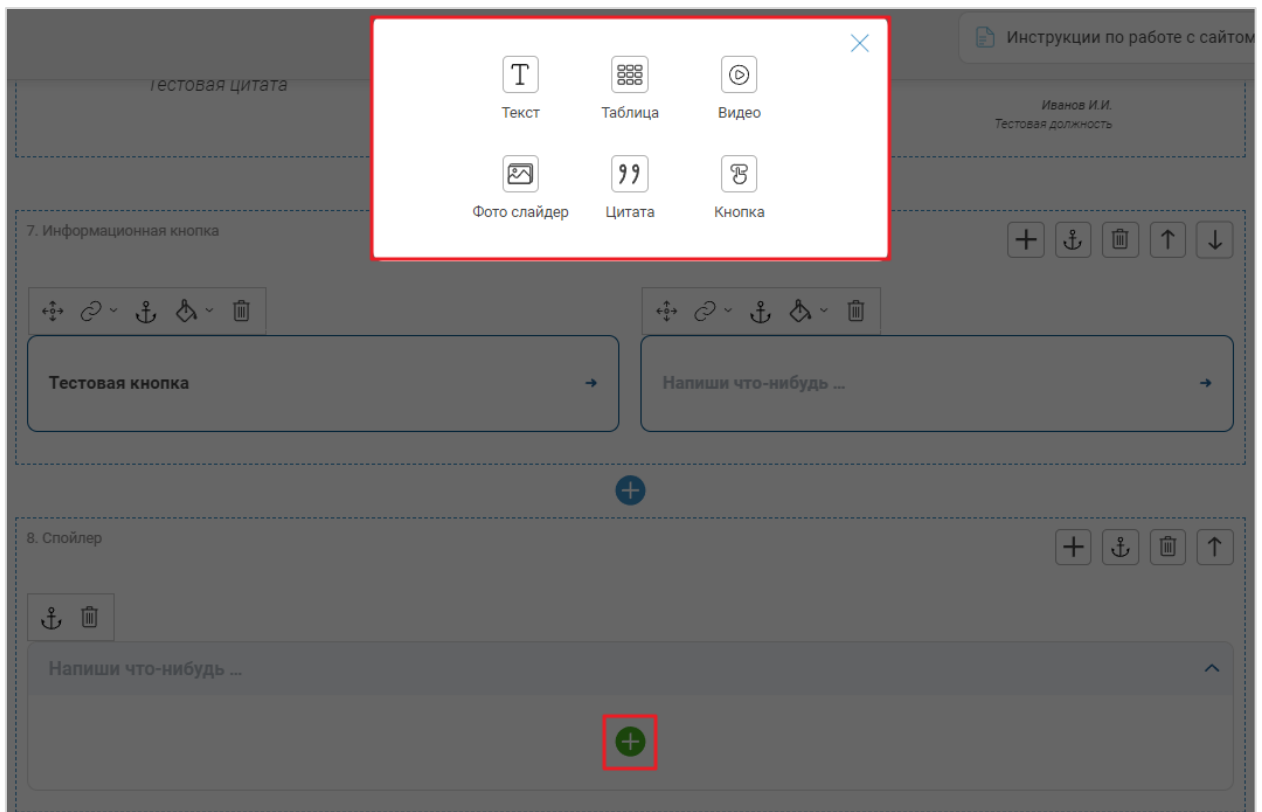 Инструкции по работе с сайтом
Тестовая цитата
Иванов И.И.
Тестовая должность
Текст
Таблица
Видео
Фото слайдер
Цитата
Кнопка
7. Информационная кнопка
Тестовая кнопка
Напиши что-нибудь ...
8. Спойлер
Напиши что-нибудь ...